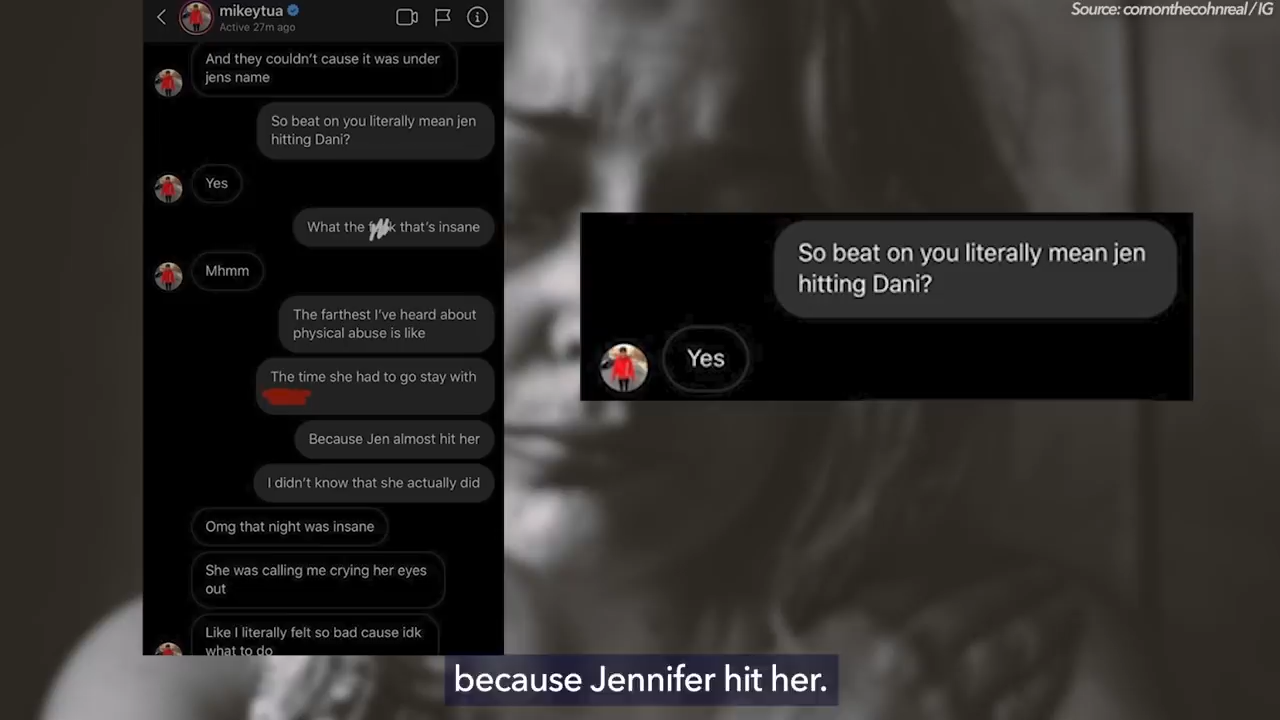 Source: comonthecohnreal / IG
mikeytua
Active 27m ago
And they couldn't cause it was under
jens name
So beat on you literally mean jen
hitting Dani?
Yes
What the f k that's insane
Mhmm
The farthest I've heard about
physical abuse is like
The time she had to go stay with
Because Jen almost hit her
I didn't know that she actually did
Omg that night was insane
She was calling me crying her eyes
out
Like I literally felt so bad cause idk
what to do
So beat on you literally mean jen
hitting Dani?
Yes
because Jennifer hit her.